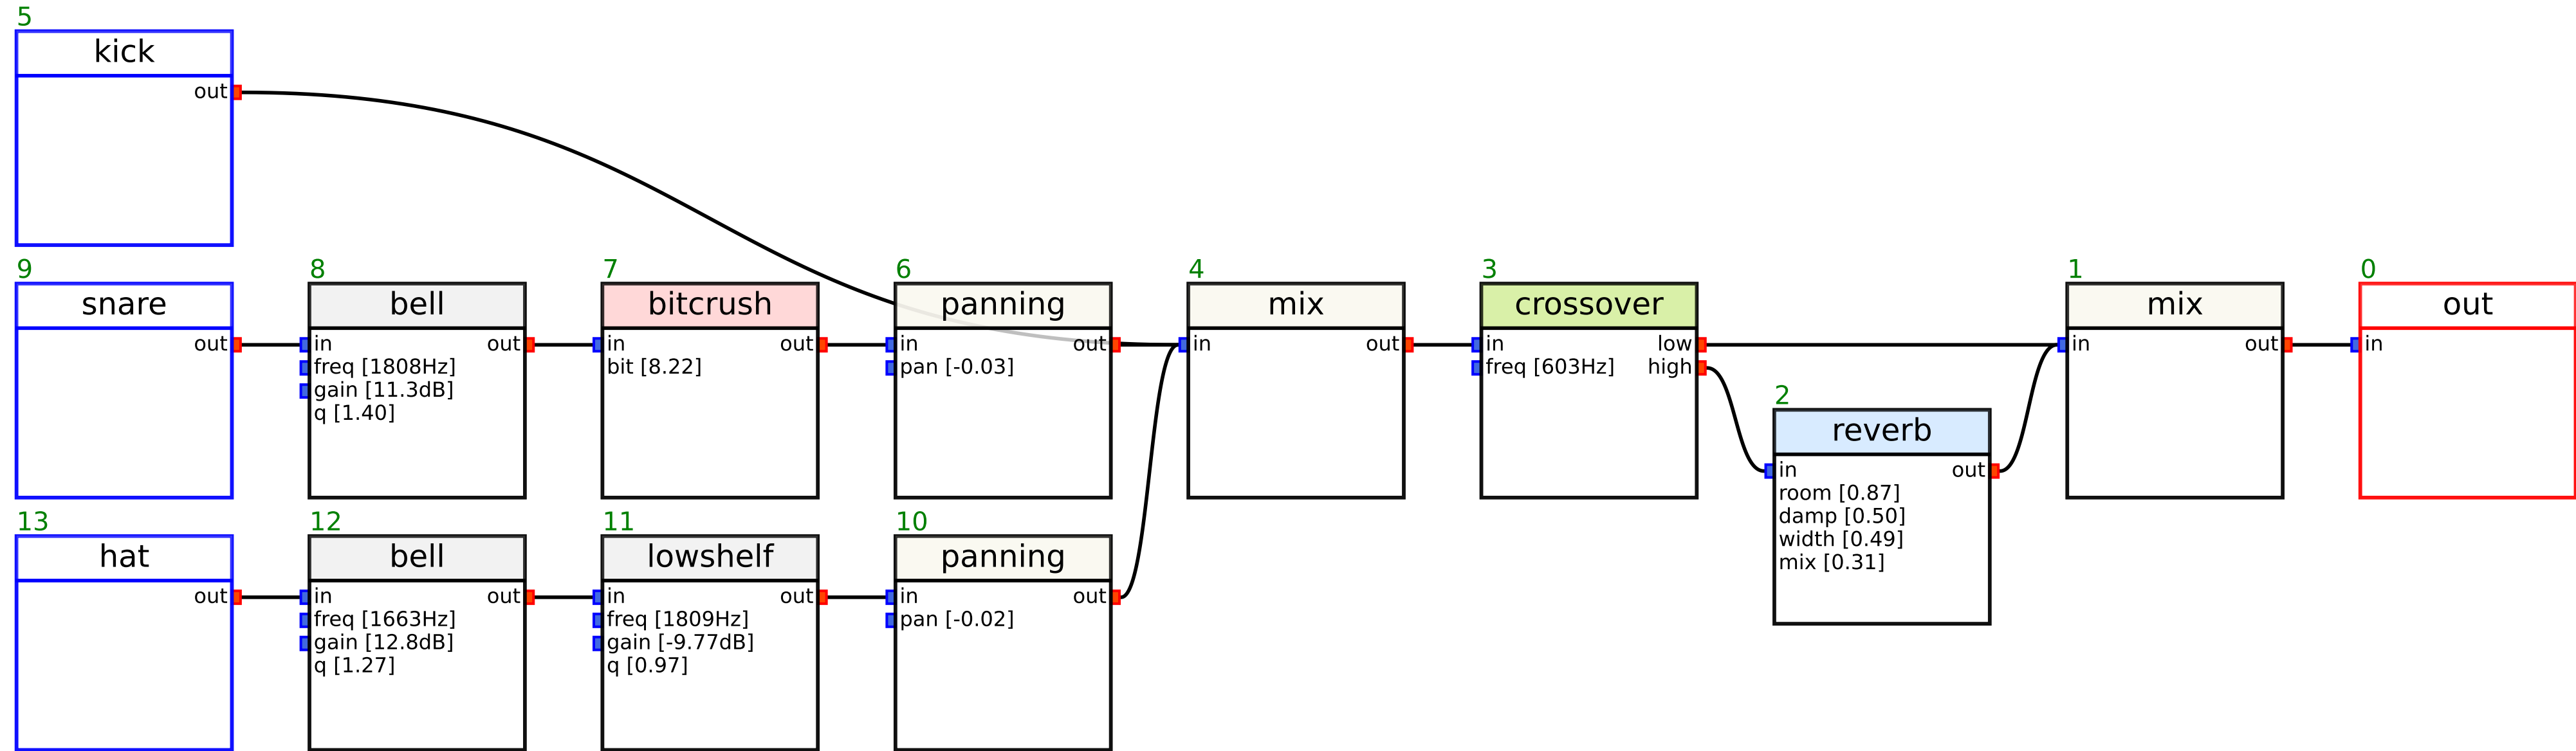 5
kick
out
9
snare
out
8
bell
in out
freq [1808Hz]
gain [11.3dB]
q [1.40]
7
bitcrush
in out
bit [8.22]
6
panning
in out
pan [-0.03]
4
mix
in out
3
crossover
in low
freq [603Hz] high
2
reverb
in out
room [0.87]
damp [0.50]
width [0.49]
mix [0.31]
1
mix
in out
0
out
in
13
hat
out
12
bell
in out
freq [1663Hz]
gain [12.8dB]
q [1.27]
11
lowshelf
in out
freq [1809Hz]
gain [-9.77dB]
q [0.97]
10
panning
in out
pan [-0.02]